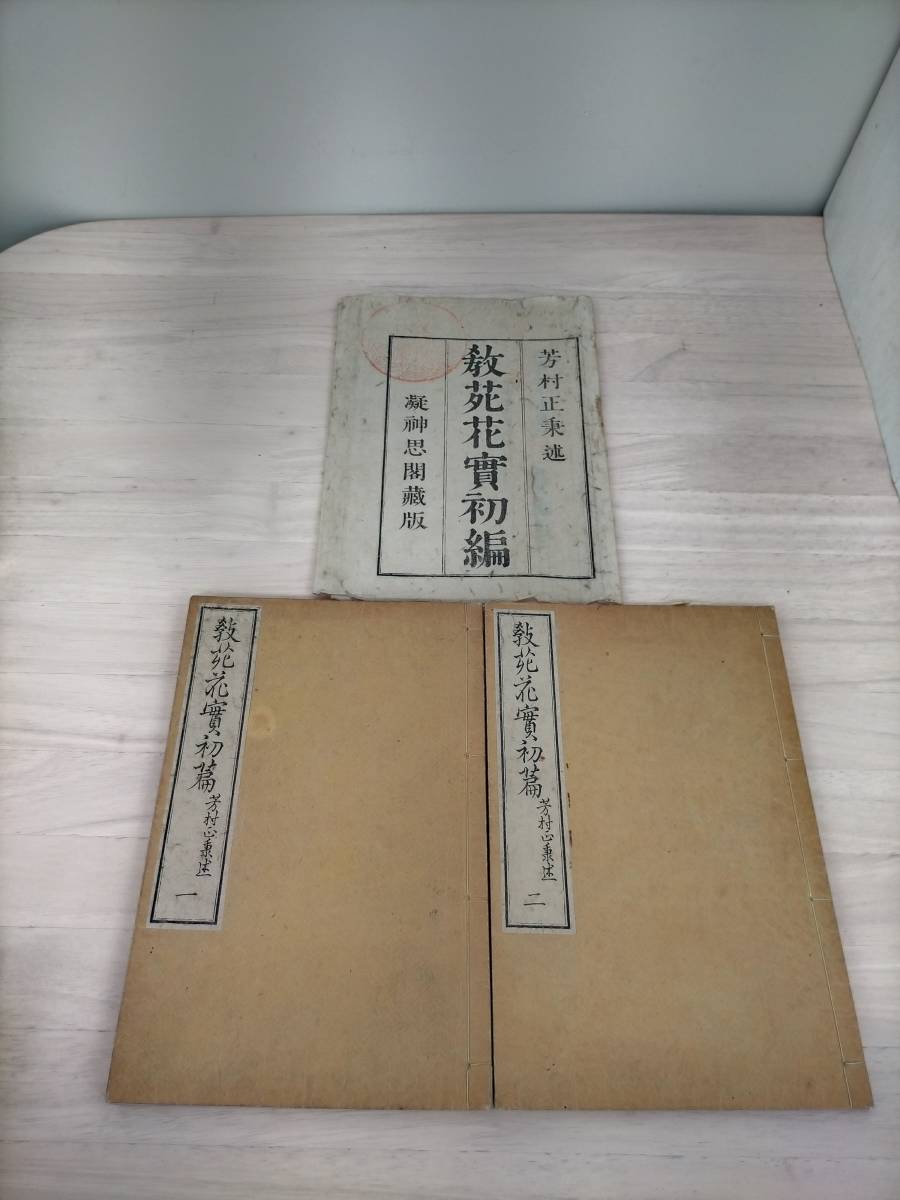 芳村正秉述
敎苑花實初編
凝神思閣藏版
敎苑花實初篇
芳村正秉述
一
敎苑花實初篇
芳村正秉述
二